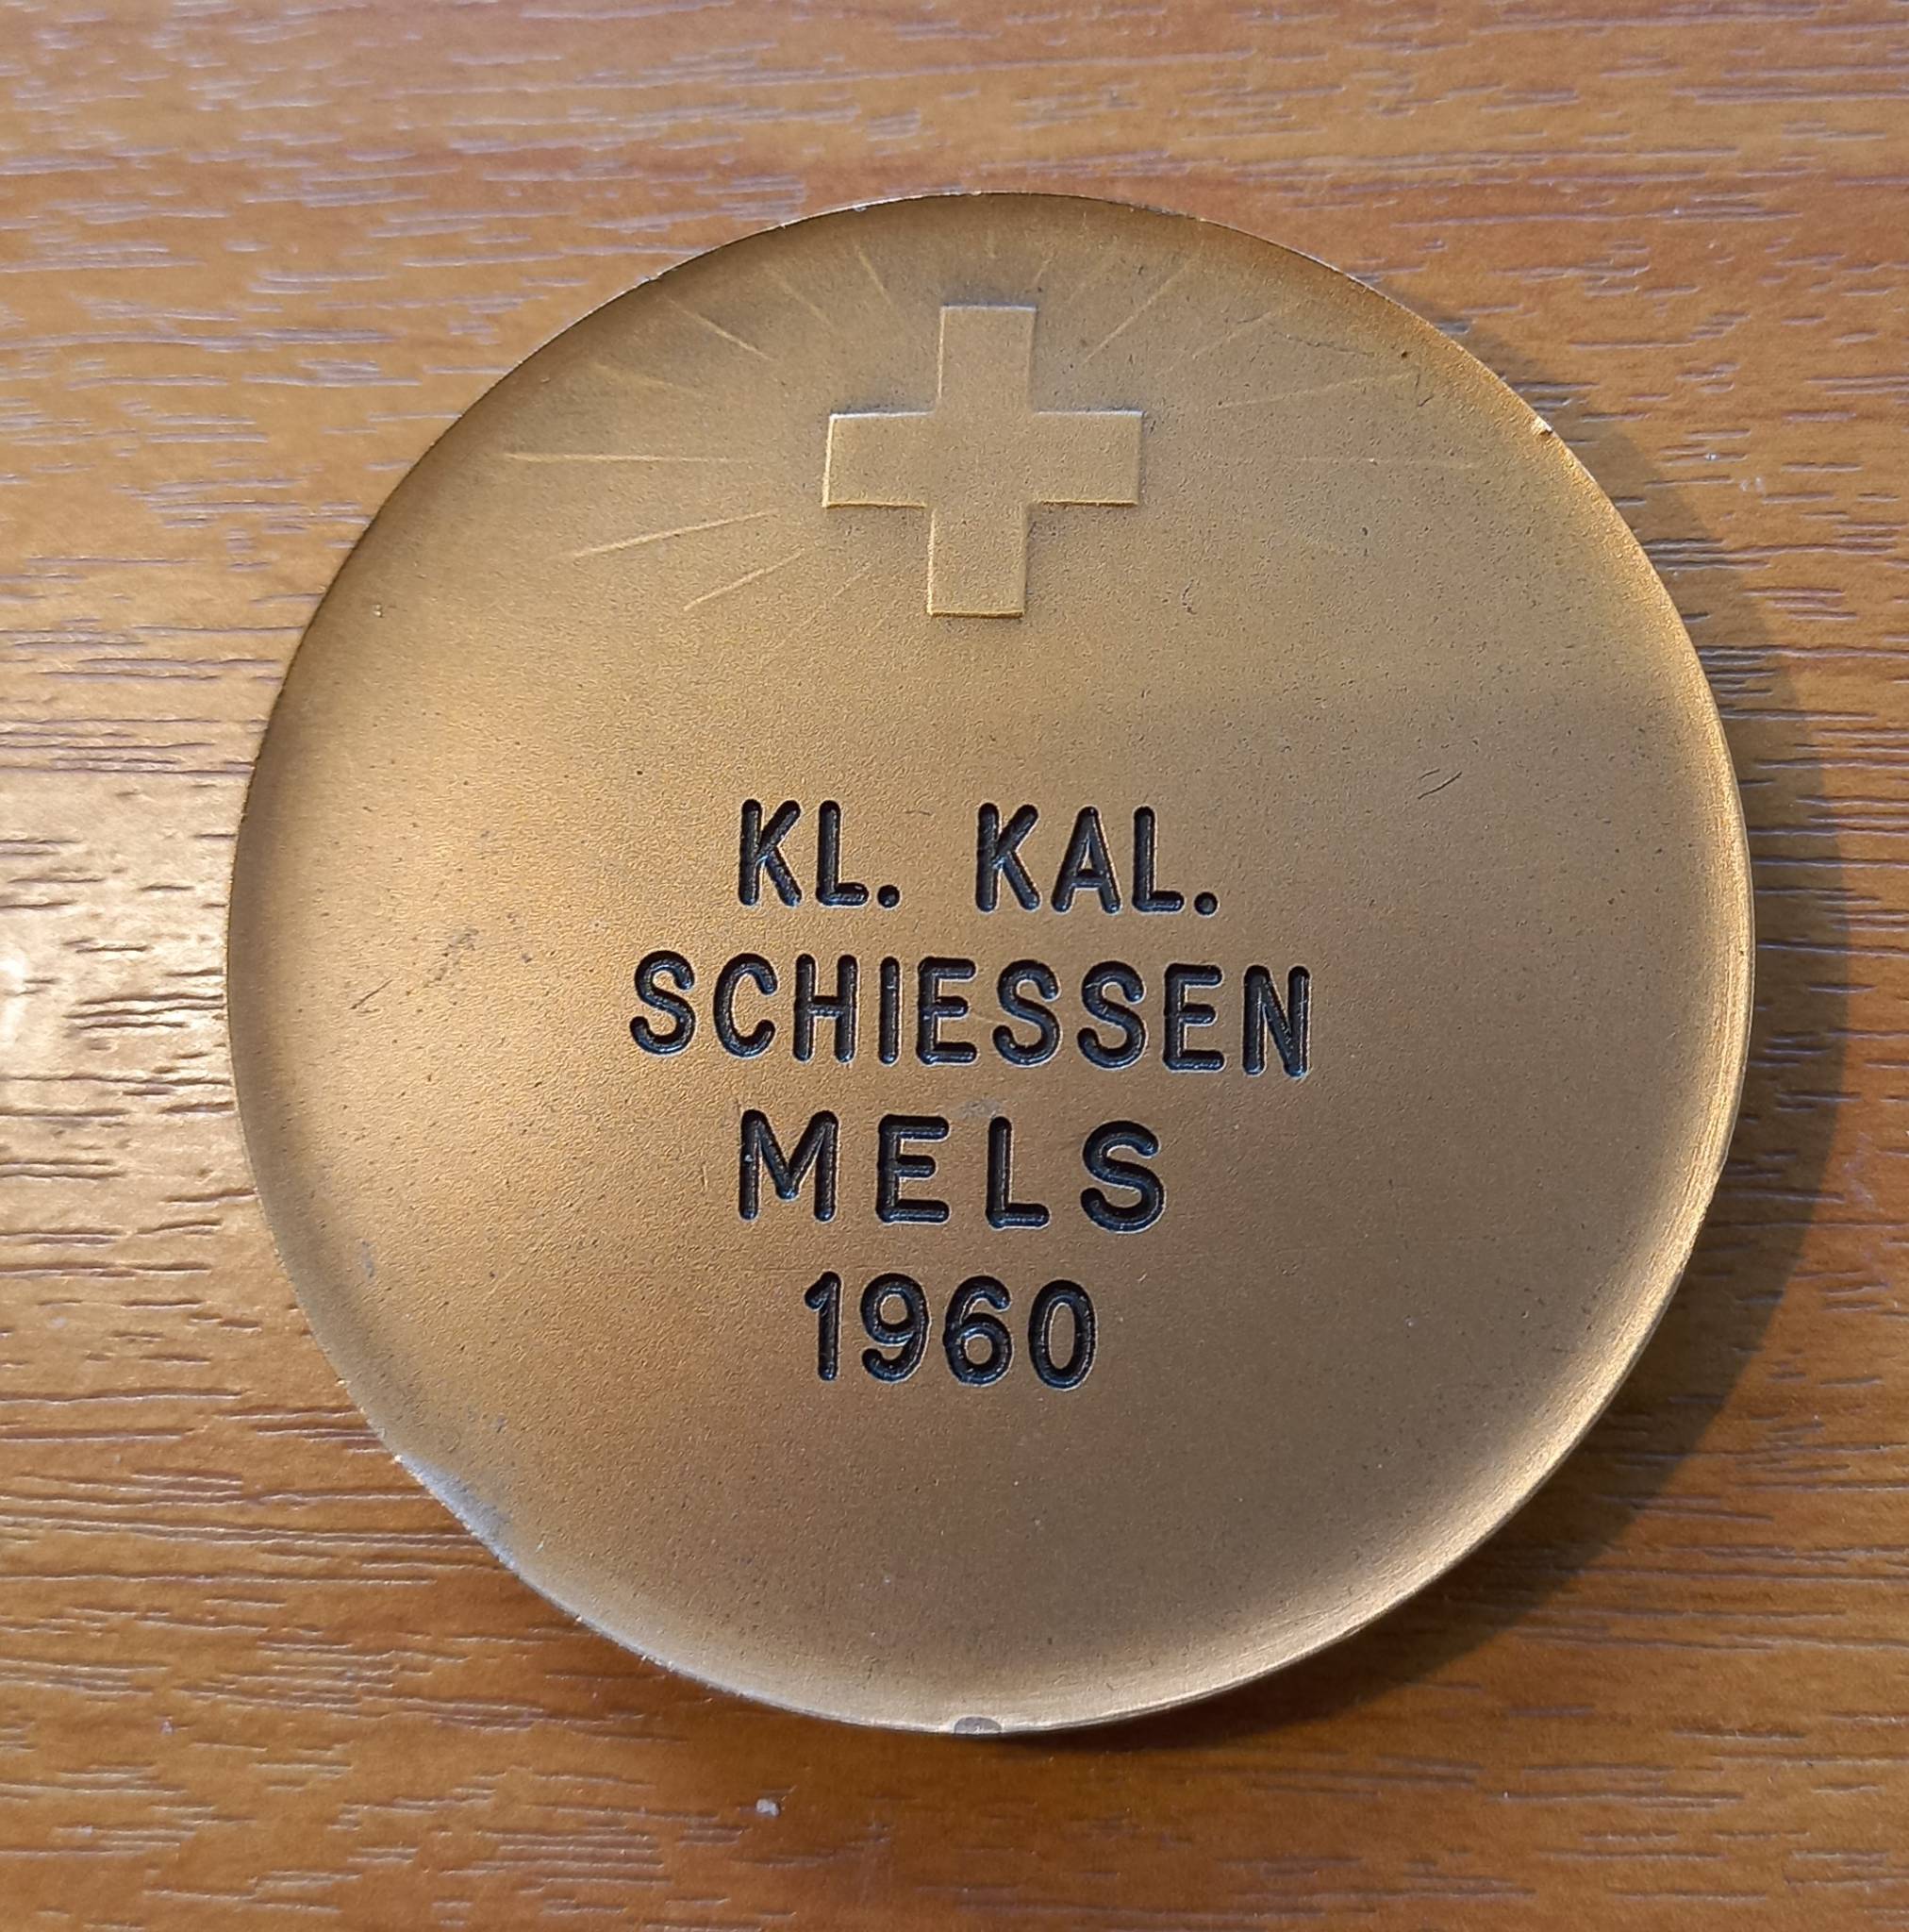 KL. KAL.
SCHIESSEN
MELS
1960